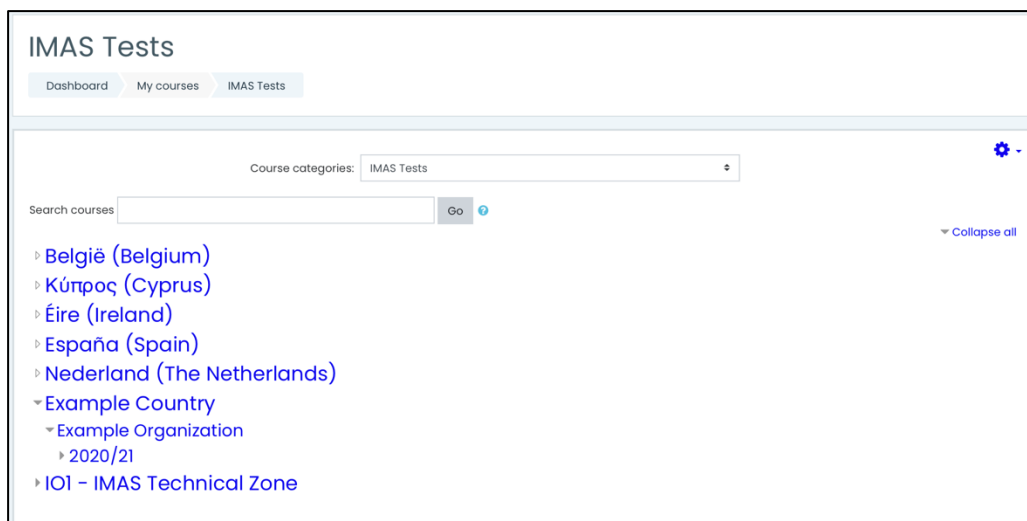 IMAS Tests
Dashboard My courses IMAS Tests
Course categories: IMAS Tests
Search courses Go
Collapse all
België (Belgium)
Κύπρος (Cyprus)
Éire (Ireland)
España (Spain)
Nederland (The Netherlands)
Example Country
Example Organization
2020/21
IO1 - IMAS Technical Zone